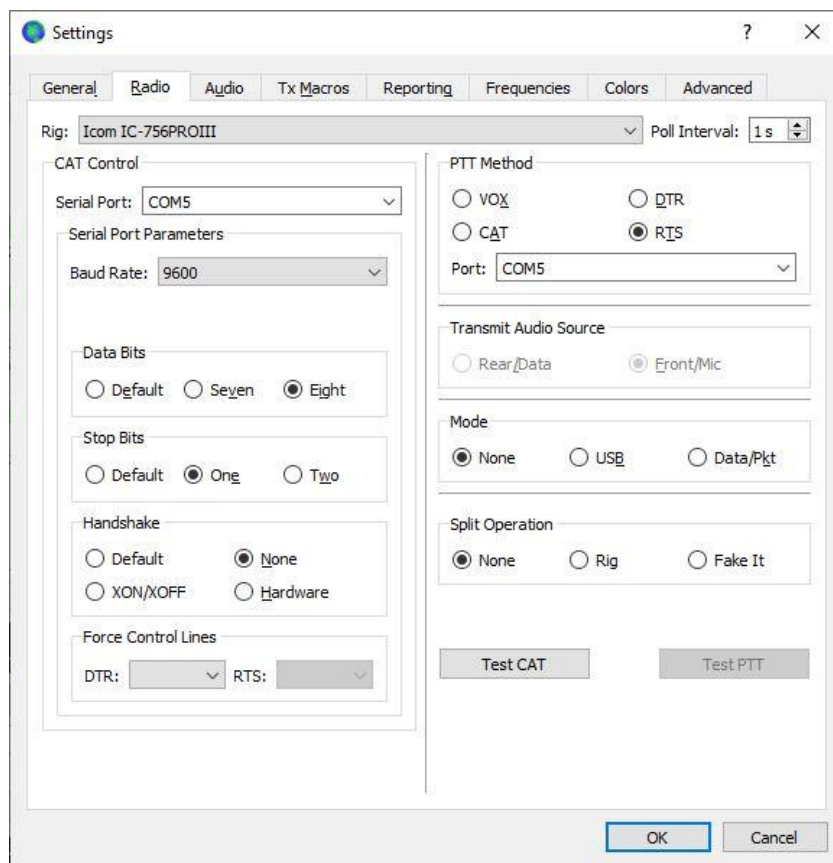 Settings
?
General Radio Audio Tx Macros Reporting Frequencies Colors Advanced
Rig: Icom IC-756PROIII Poll Interval: 1 s
CAT Control
Serial Port: COM5
Serial Port Parameters
Baud Rate: 9600
Data Bits
Default Seven Eight
Stop Bits
Default One Two
Handshake
Default None
XON/XOFF Hardware
Force Control Lines
DTR: RTS:
PTT Method
VOX DTR
CAT RTS
Port: COM5
Transmit Audio Source
Rear/Data Front/Mic
Mode
None USB Data/Pkt
Split Operation
None Rig Fake It
Test CAT Test PTT
OK Cancel